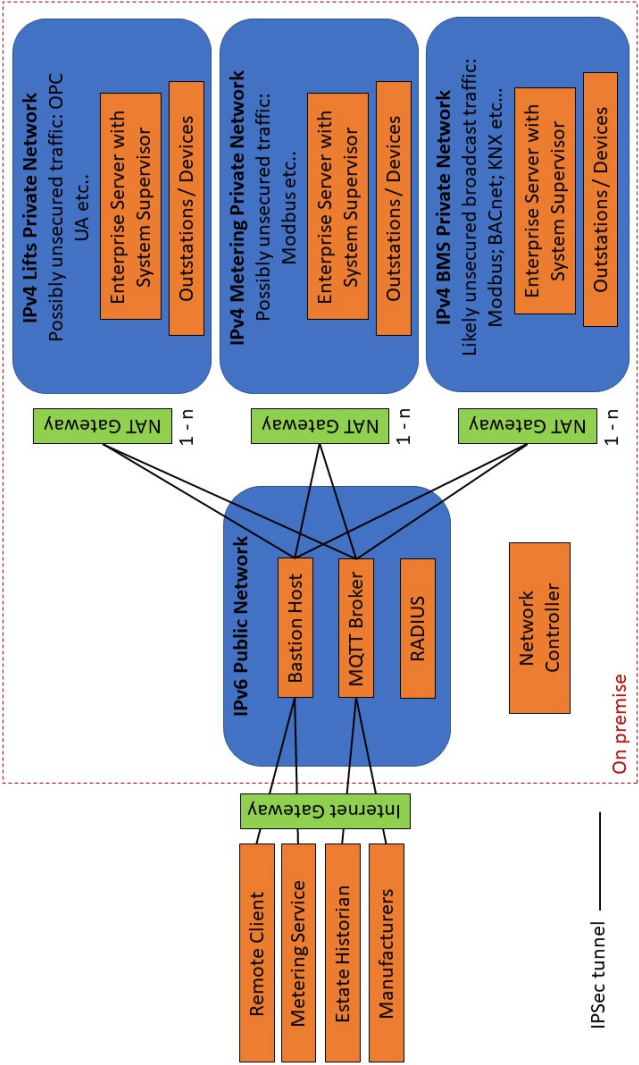 Remote Client
Metering Service
Estate Historian
Manufacturers
IPSec tunnel
Internet Gateway
On premise
IPv6 Public Network
Bastion Host
MQTT Broker
RADIUS
Network
Controller
NAT Gateway
1 - n
NAT Gateway
1 - n
NAT Gateway
1 - n
IPv4 Lifts Private Network
Possibly unsecured traffic: OPC
UA etc..
Enterprise Server with
System Supervisor
Outstations / Devices
IPv4 Metering Private Network
Possibly unsecured traffic:
Modbus etc..
Enterprise Server with
System Supervisor
Outstations / Devices
IPv4 BMS Private Network
Likely unsecured broadcast traffic:
Modbus; BACnet; KNX etc...
Enterprise Server with
System Supervisor
Outstations / Devices